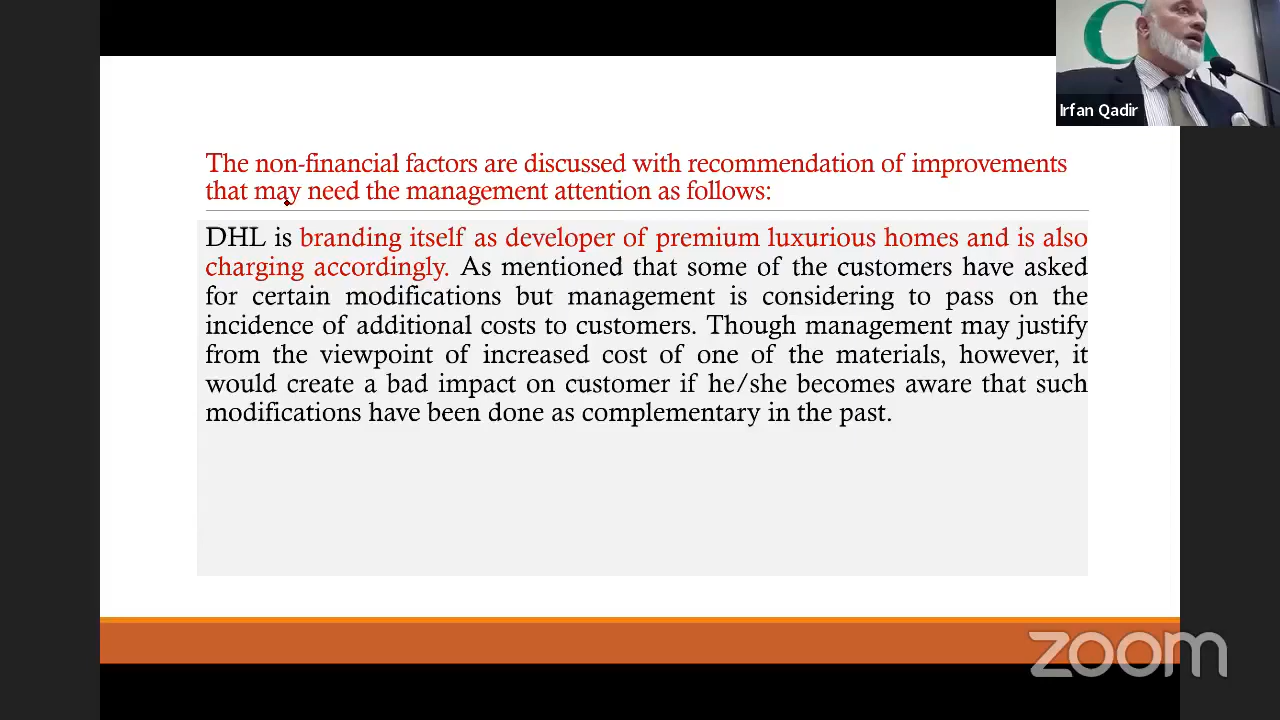 CA
Irfan Qadir
The non-financial factors are discussed with recommendation of improvements
that may need the management attention as follows:
DHL is branding itself as developer of premium luxurious homes and is also
charging accordingly. As mentioned that some of the customers have asked
for certain modifications but management is considering to pass on the
incidence of additional costs to customers. Though management may justify
from the viewpoint of increased cost of one of the materials, however, it
would create a bad impact on customer if he/she becomes aware that such
modifications have been done as complementary in the past.
zoom